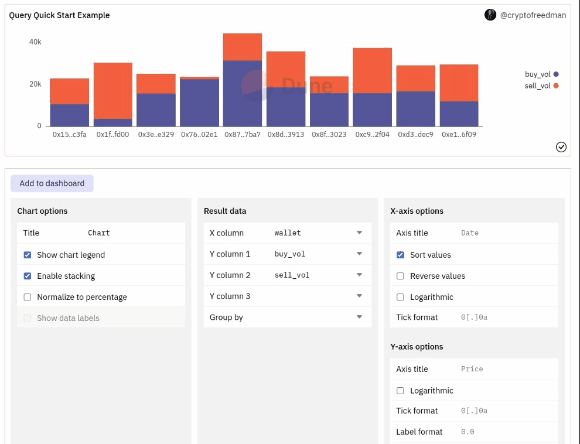 Query Quick Start Example
@cryptofreedman
40k
20k
0
Dune
buy_vol
sell_vol
0x15..c3fa 0x1f..fd00 0x3e..e329 0x76..02e1 0x87..7ba7 0x8d..3913 0x8f..3023 0xc9..2f04 0xd3..dec9 0xe1..6f09
Add to dashboard
Chart options
Title Chart
Show chart legend
Enable stacking
Normalize to percentage
Show data labels
Result data
X column wallet
Y column 1 buy_vol
Y column 2 sell_vol
Y column 3
Group by
X-axis options
Axis title Date
Sort values
Reverse values
Logarithmic
Tick format 0[.]0a
Y-axis options
Axis title Price
Logarithmic
Tick format 0[.]0a
Label format 0.0